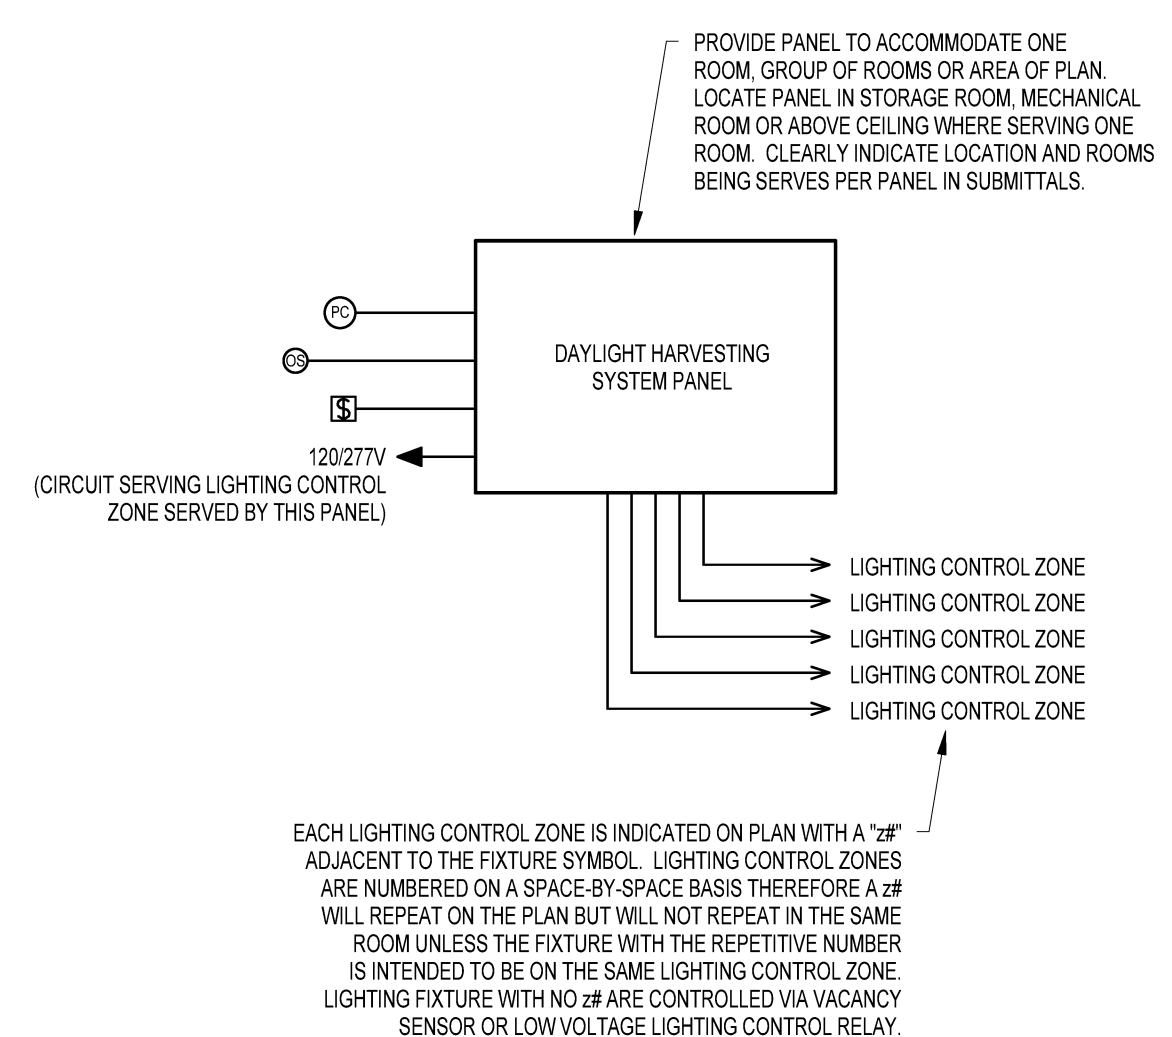 PROVIDE PANEL TO ACCOMMODATE ONE
ROOM, GROUP OF ROOMS OR AREA OF PLAN.
LOCATE PANEL IN STORAGE ROOM, MECHANICAL
ROOM OR ABOVE CEILING WHERE SERVING ONE
ROOM.  CLEARLY INDICATE LOCATION AND ROOMS
BEING SERVES PER PANEL IN SUBMITTALS.
PC
OS
$
DAYLIGHT HARVESTING
SYSTEM PANEL
120/277V
(CIRCUIT SERVING LIGHTING CONTROL
ZONE SERVED BY THIS PANEL)
LIGHTING CONTROL ZONE
LIGHTING CONTROL ZONE
LIGHTING CONTROL ZONE
LIGHTING CONTROL ZONE
LIGHTING CONTROL ZONE
EACH LIGHTING CONTROL ZONE IS INDICATED ON PLAN WITH A "z#"
ADJACENT TO THE FIXTURE SYMBOL.  LIGHTING CONTROL ZONES
ARE NUMBERED ON A SPACE-BY-SPACE BASIS THEREFORE A z#
WILL REPEAT ON THE PLAN BUT WILL NOT REPEAT IN THE SAME
ROOM UNLESS THE FIXTURE WITH THE REPETITIVE NUMBER
IS INTENDED TO BE ON THE SAME LIGHTING CONTROL ZONE.
LIGHTING FIXTURE WITH NO z# ARE CONTROLLED VIA VACANCY
SENSOR OR LOW VOLTAGE LIGHTING CONTROL RELAY.